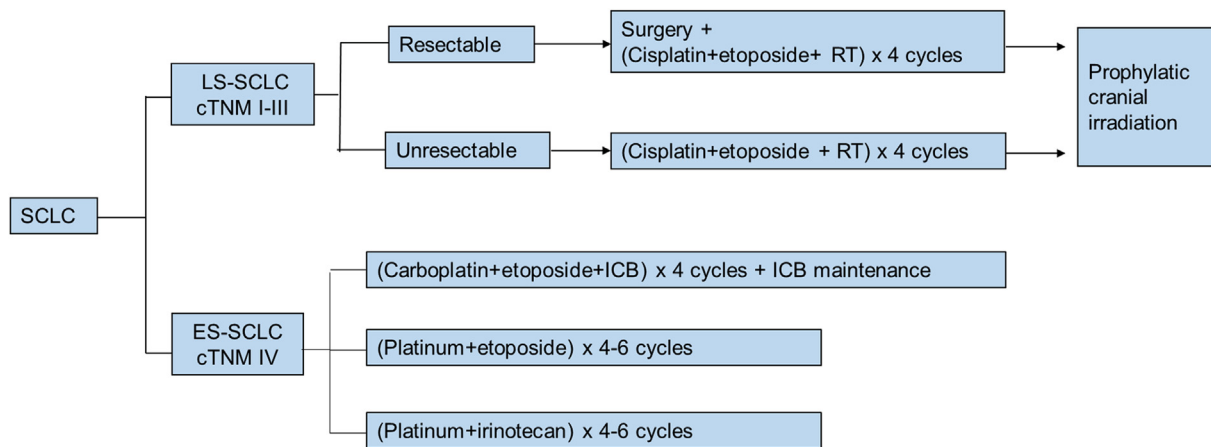 SCLC
LS-SCLC
cTNM I-III
Resectable
Surgery +
(Cisplatin+etoposide+ RT) x 4 cycles
Unresectable
(Cisplatin+etoposide + RT) x 4 cycles
Prophylatic
cranial
irradiation
ES-SCLC
cTNM IV
(Carboplatin+etoposide+ICB) x 4 cycles + ICB maintenance
(Platinum+etoposide) x 4-6 cycles
(Platinum+irinotecan) x 4-6 cycles